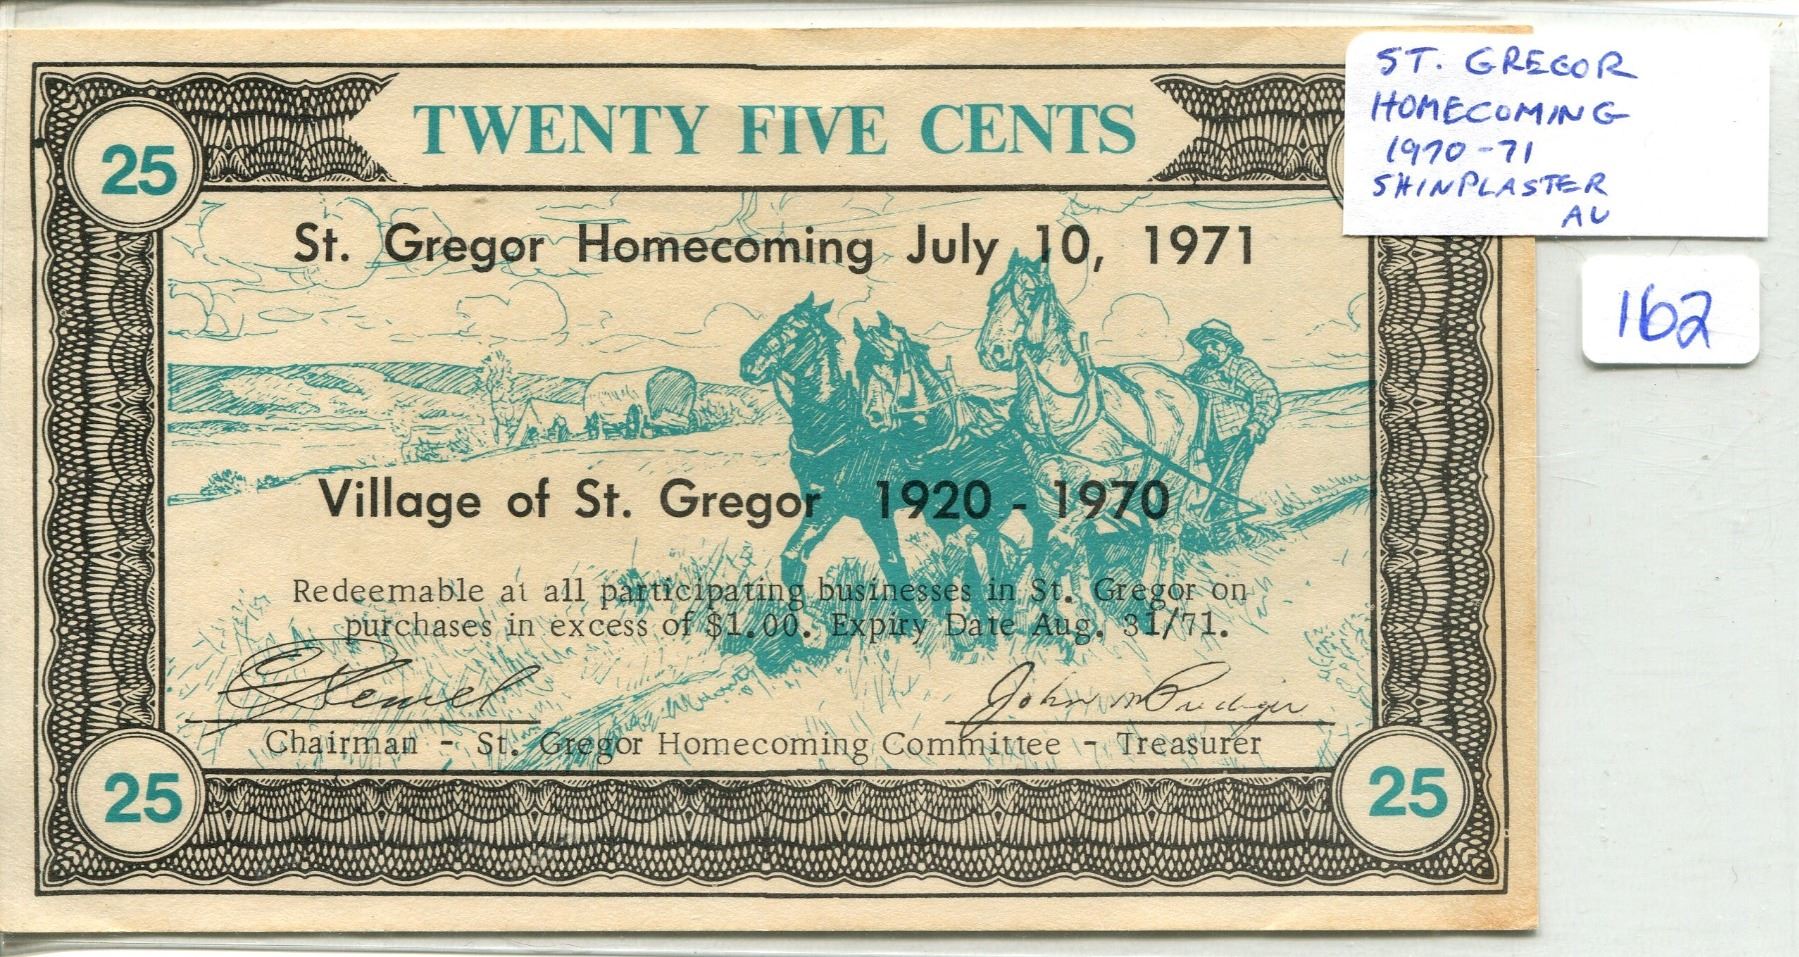 TWENTY FIVE CENTS
25
St. Gregor Homecoming July 10, 1971
Village of St. Gregor 1920 - 1970
Redeemable at all participating businesses in St. Gregor on
purchases in excess of $1.00. Expiry Date Aug. 31/71.
John
Chairman - St. Gregor Homecoming Committee - Treasurer
25
25
ST. GREGOR
HOMECOMING
1970-71
SHINPLASTER
AU
162